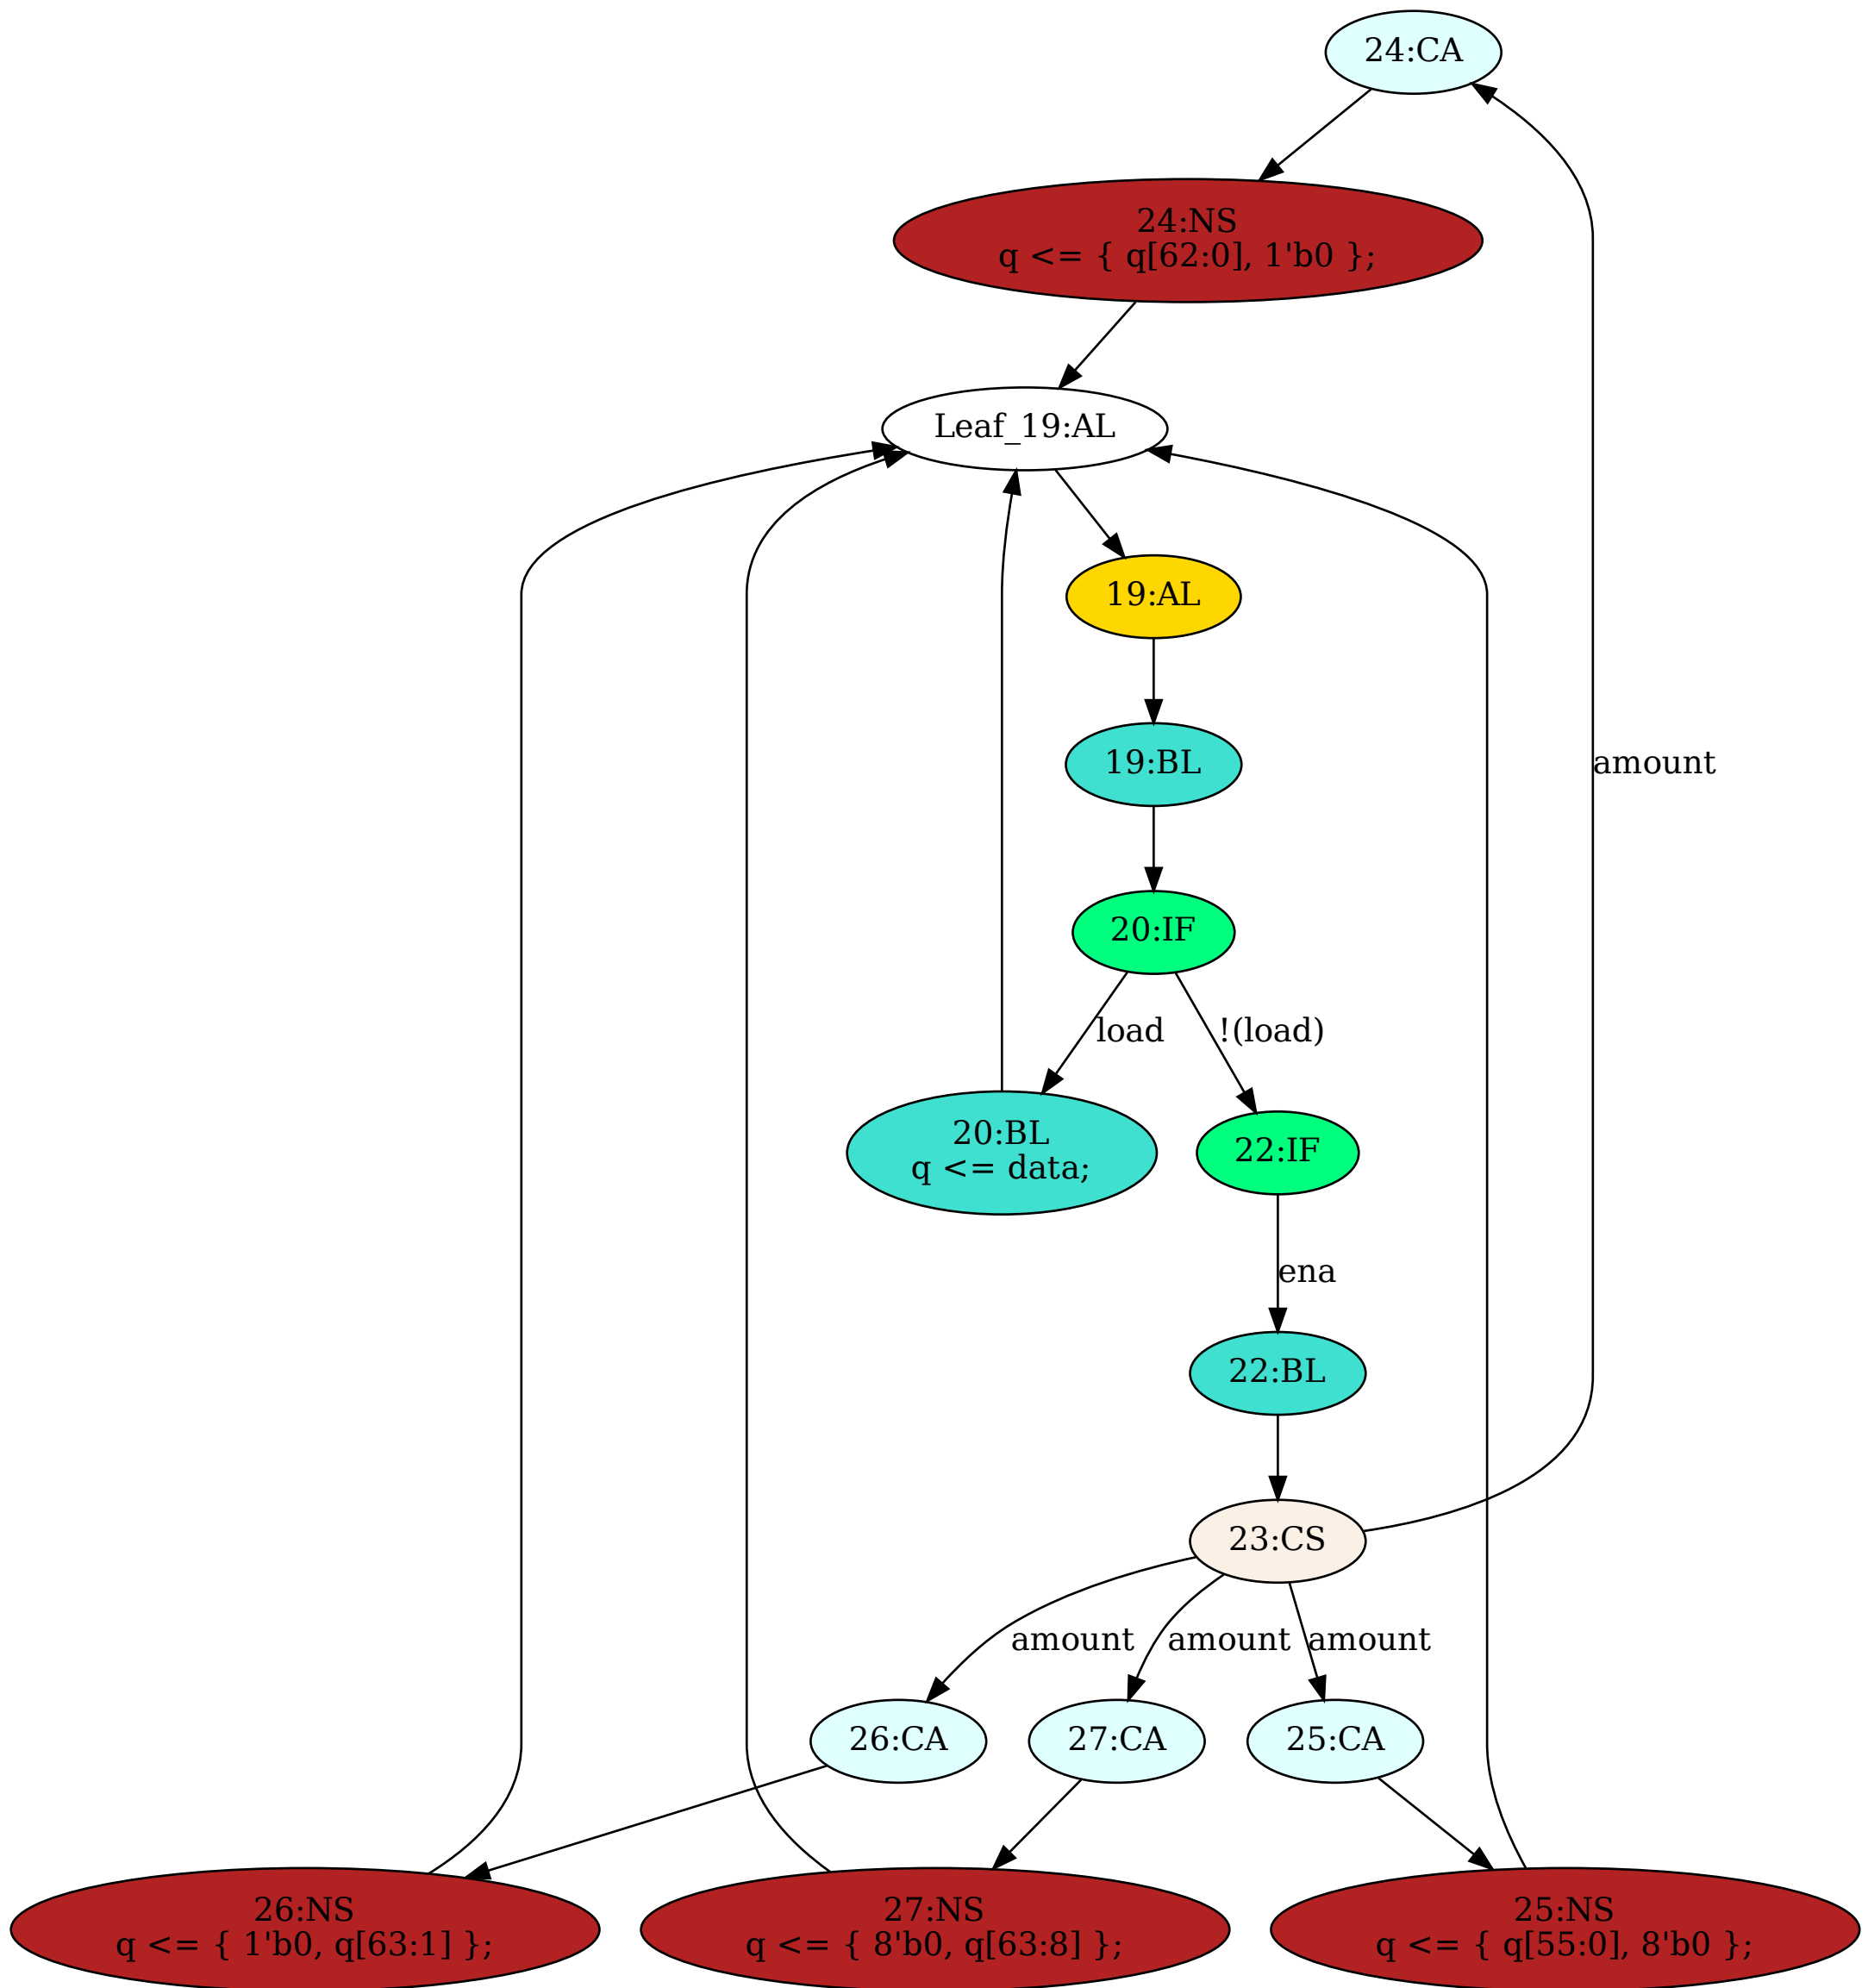 24:CA
24:NS
q <= { q[62:0], 1'b0 };
Leaf_19:AL
19:AL
19:BL
amount
20:IF
load
!(load)
20:BL
q <= data;
22:IF
ena
22:BL
23:CS
amount
amount
amount
26:CA
27:CA
25:CA
26:NS
q <= { 1'b0, q[63:1] };
27:NS
q <= { 8'b0, q[63:8] };
25:NS
q <= { q[55:0], 8'b0 };